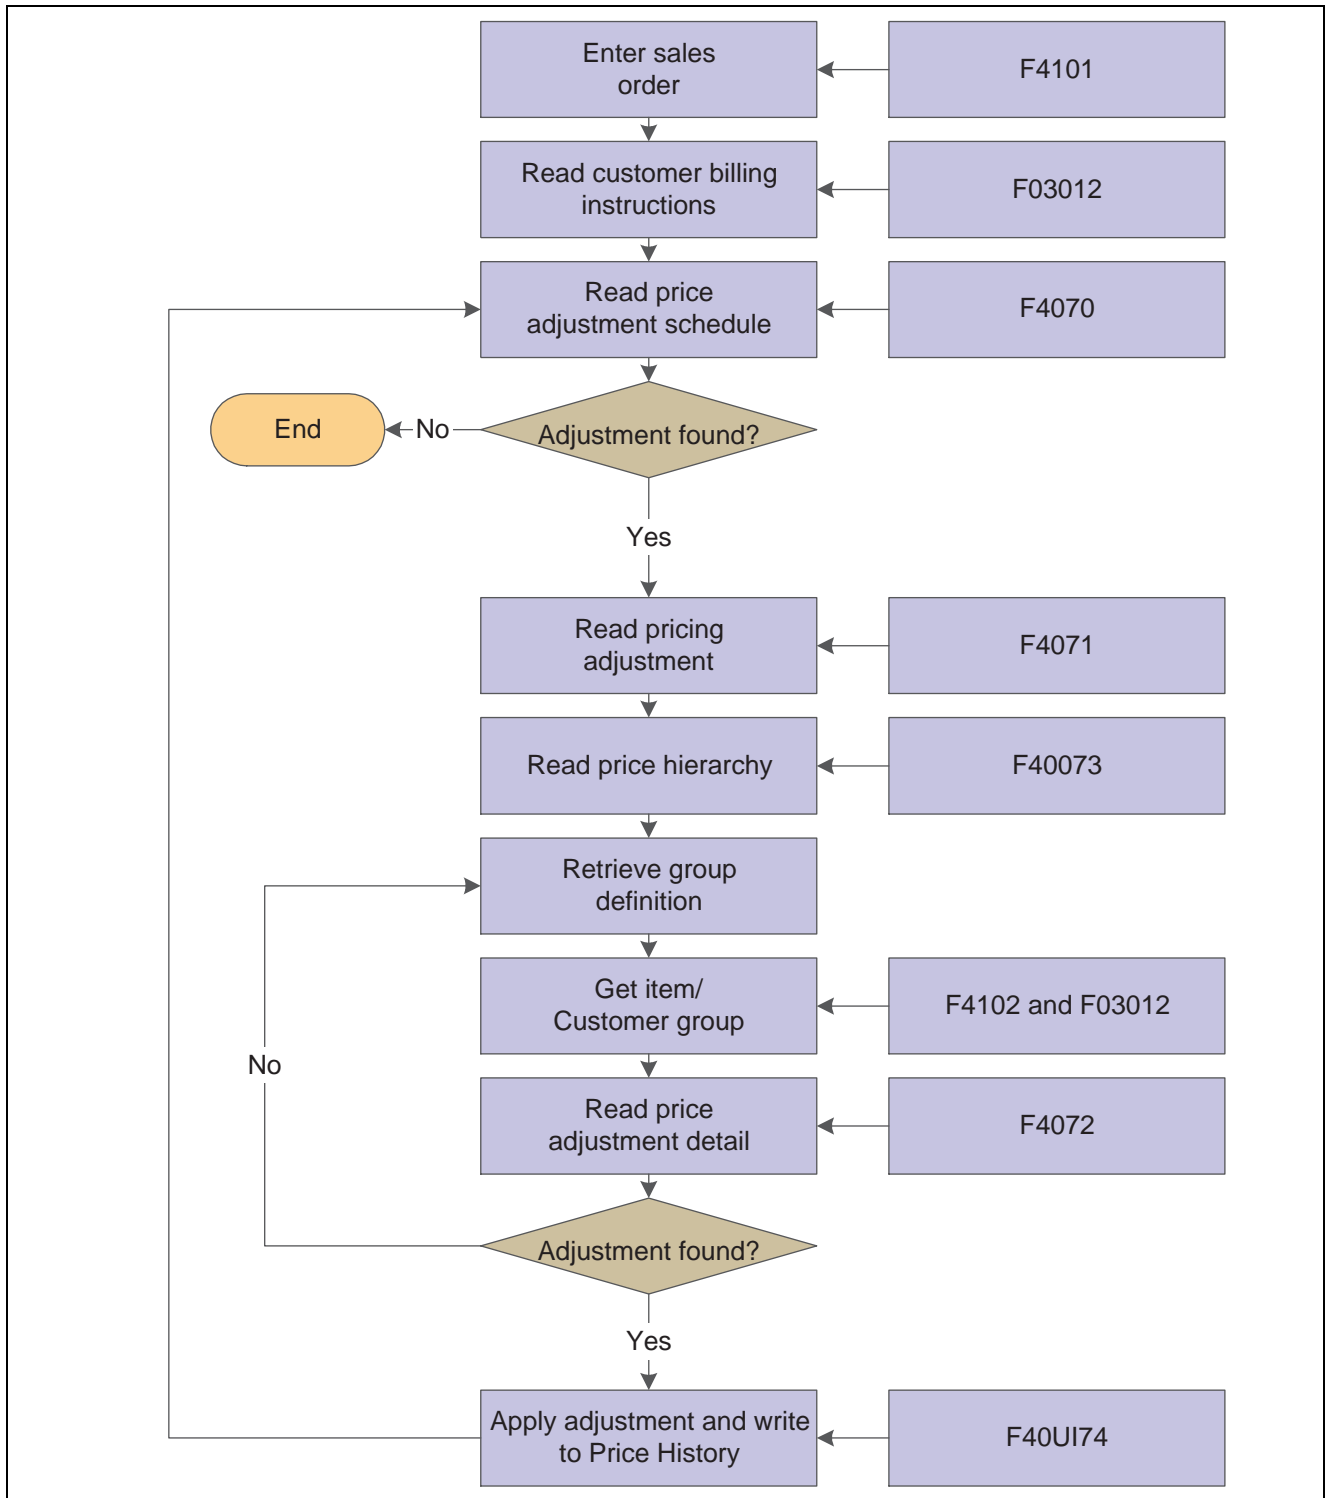 Enter sales
order
F4101
Read customer billing
instructions
F03012
Read price
adjustment schedule
F4070
End
No
Adjustment found?
Yes
Read pricing
adjustment
F4071
Read price hierarchy
F40073
Retrieve group
definition
Get item/
Customer group
F4102 and F03012
No
Read price
adjustment detail
F4072
Adjustment found?
Yes
Apply adjustment and write
to Price History
F40UI74